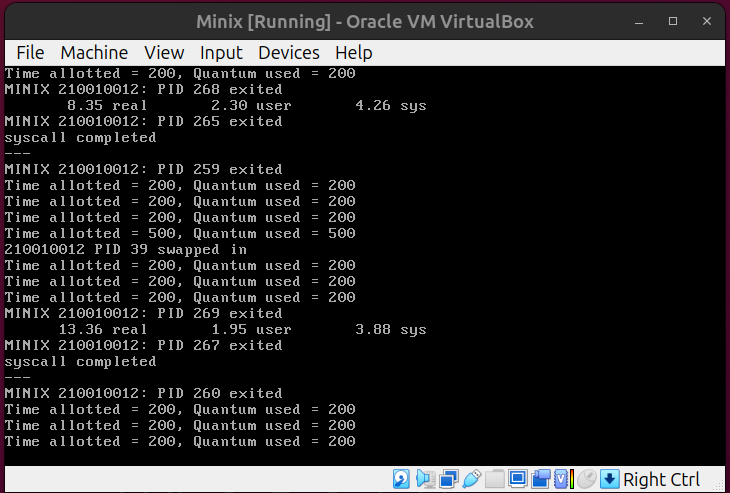 Minix [Running] - Oracle VM VirtualBox
File Machine View Input Devices Help
Time allotted = 200, Quantum used = 200
MINIX 210010012: PID 268 exited
8.35 real 2.30 user 4.26 sys
MINIX 210010012: PID 265 exited
syscall completed
---
MINIX 210010012: PID 259 exited
Time allotted = 200, Quantum used = 200
Time allotted = 200, Quantum used = 200
Time allotted = 200, Quantum used = 200
Time allotted = 500, Quantum used = 500
210010012 PID 39 swapped in
Time allotted = 200, Quantum used = 200
Time allotted = 200, Quantum used = 200
Time allotted = 200, Quantum used = 200
MINIX 210010012: PID 269 exited
13.36 real 1.95 user 3.88 sys
MINIX 210010012: PID 267 exited
syscall completed
---
MINIX 210010012: PID 260 exited
Time allotted = 200, Quantum used = 200
Time allotted = 200, Quantum used = 200
Time allotted = 200, Quantum used = 200
Right Ctrl